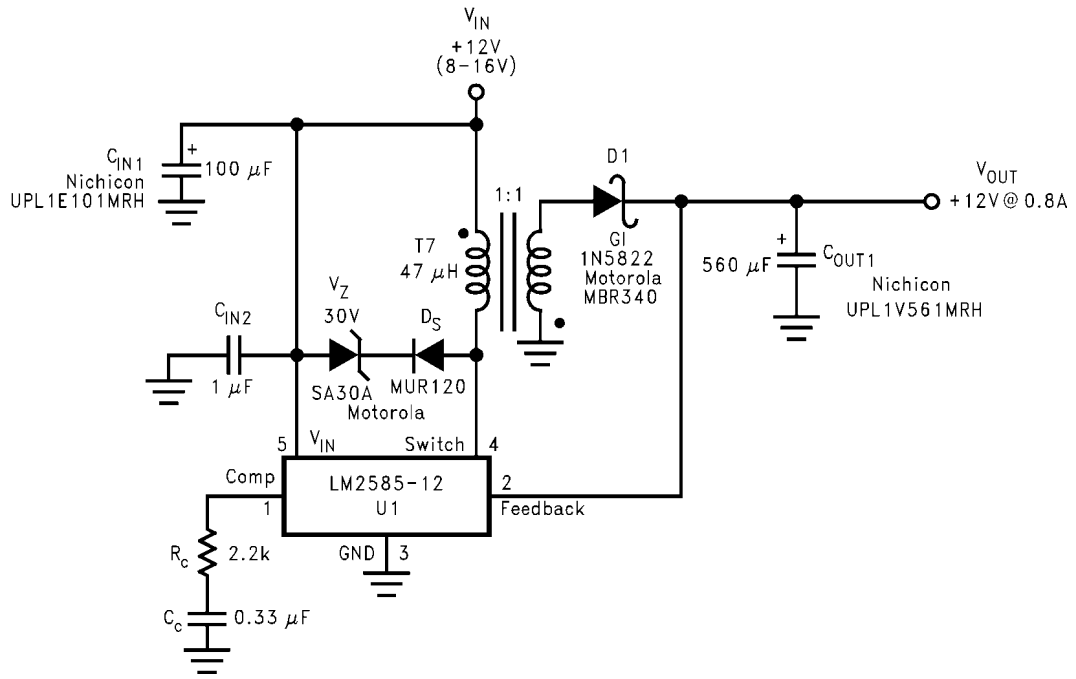 V_IN
+12V
(8-16V)
C_IN1
Nichicon
UPL1E101MRH
+
100 μF
D1
V_OUT
+12V@0.8A
1:1
T7
47 μH
GI
1N5822
Motorola
MBR340
+
560 μF
C_OUT1
Nichicon
UPL1V561MRH
V_Z
30V
D_S
C_IN2
1 μF
SA30A
MUR120
Motorola
5
V_IN
Switch
4
Comp
1
LM2585-12
U1
2
Feedback
GND
3
R_c
2.2k
C_c
0.33 μF